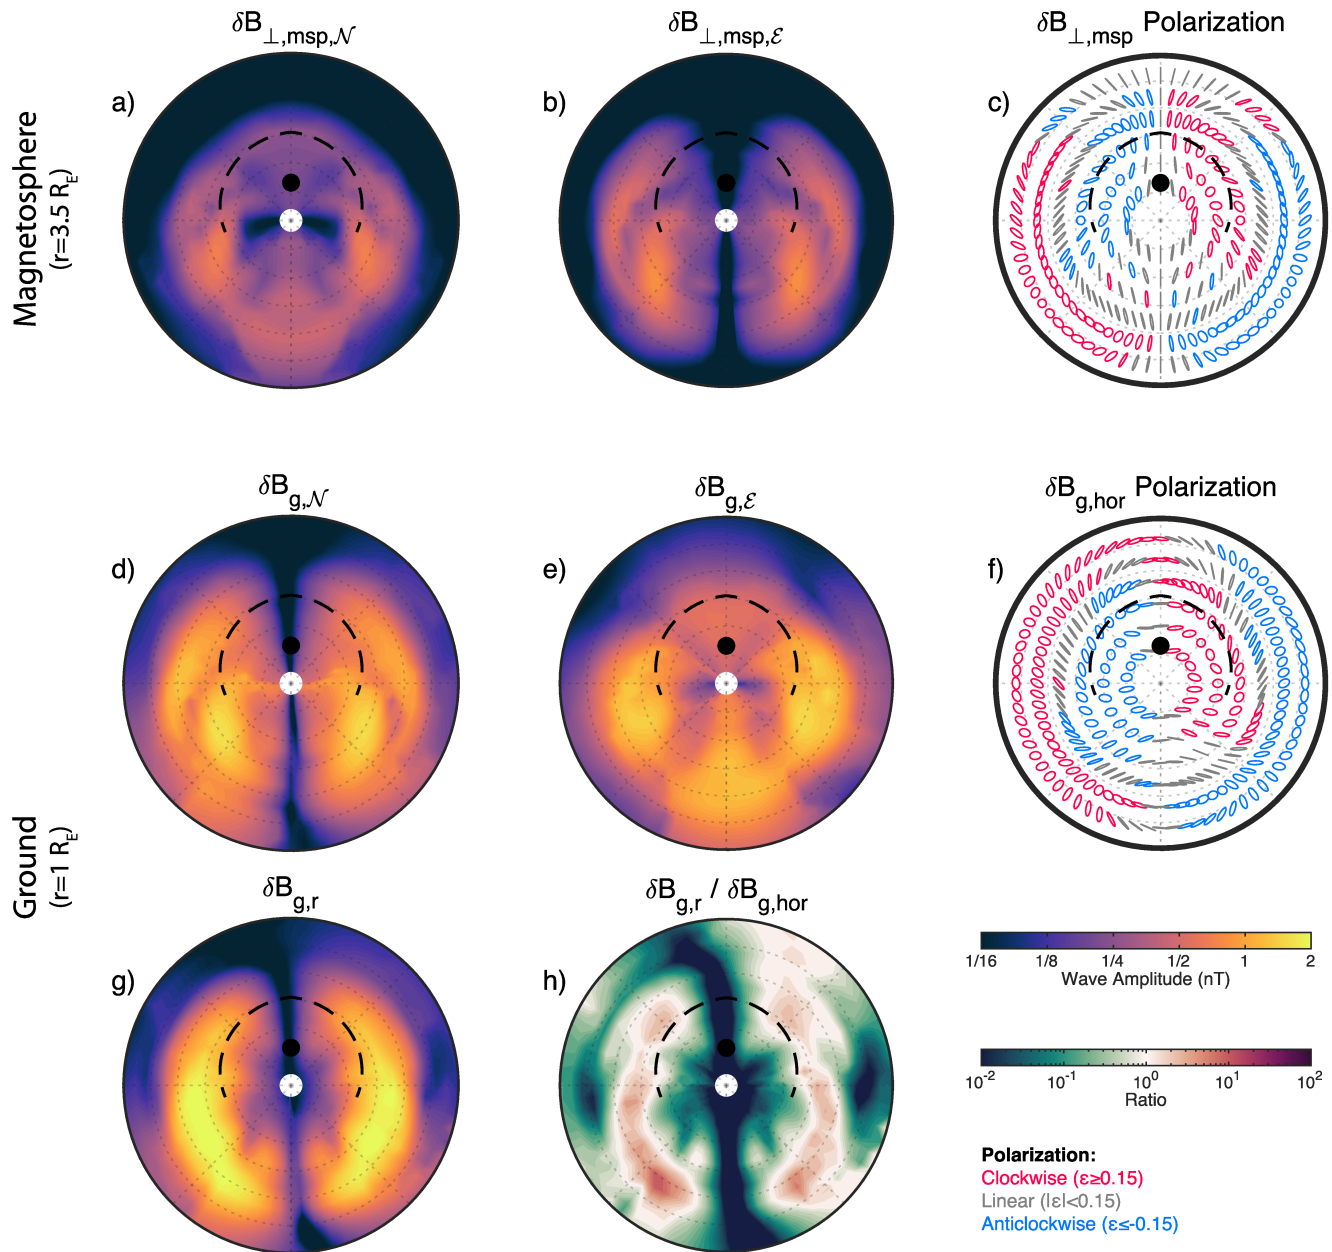 δB⊥,msp,𝒩
δB⊥,msp,ℰ
δB⊥,msp Polarization
a)
b)
c)
Magnetosphere
(r=3.5 RE)
δBg,𝒩
δBg,ℰ
δBg,hor Polarization
d)
e)
f)
Ground
(r=1 RE)
δBg,r
δBg,r / δBg,hor
g)
h)
1/16 1/8 1/4 1/2 1 2
Wave Amplitude (nT)
10⁻² 10⁻¹ 10⁰ 10¹ 10²
Ratio
Polarization:
Clockwise (ε≥0.15)
Linear (|ε|<0.15)
Anticlockwise (ε≤-0.15)